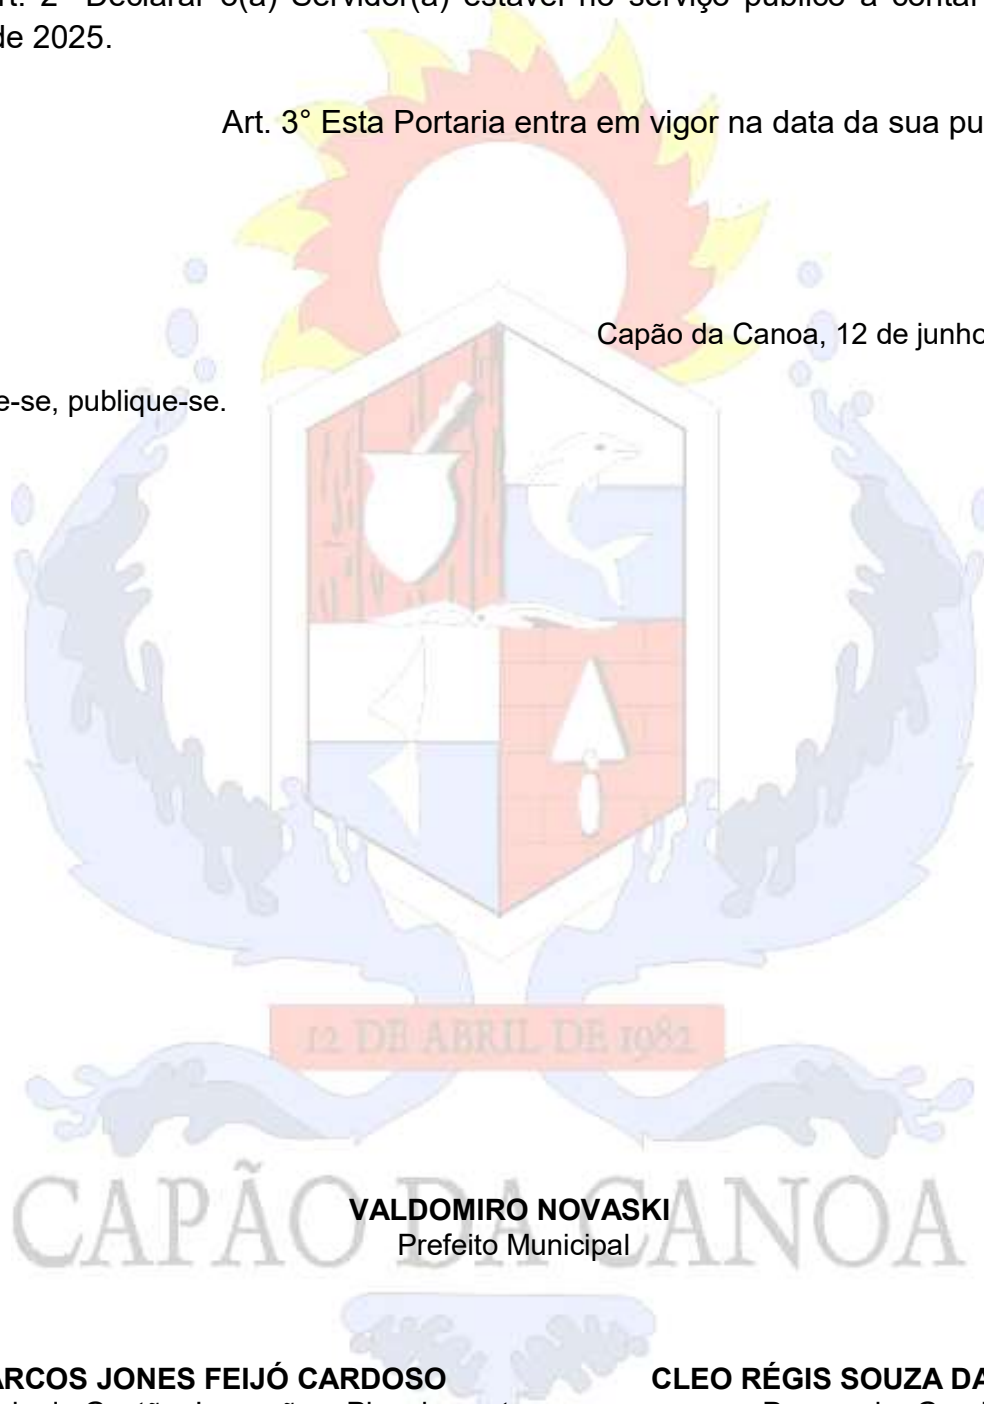 Art. 2° Declarar o(a) Servidor(a) estável no serviço público a contar
de 2025.
Art. 3° Esta Portaria entra em vigor na data da sua pu
Capão da Canoa, 12 de junho
e-se, publique-se.
12 DE ABRIL DE 1982
CAPÃO DA CANOA
VALDOMIRO NOVASKI
Prefeito Municipal
ARCOS JONES FEIJÓ CARDOSO
CLEO RÉGIS SOUZA DA